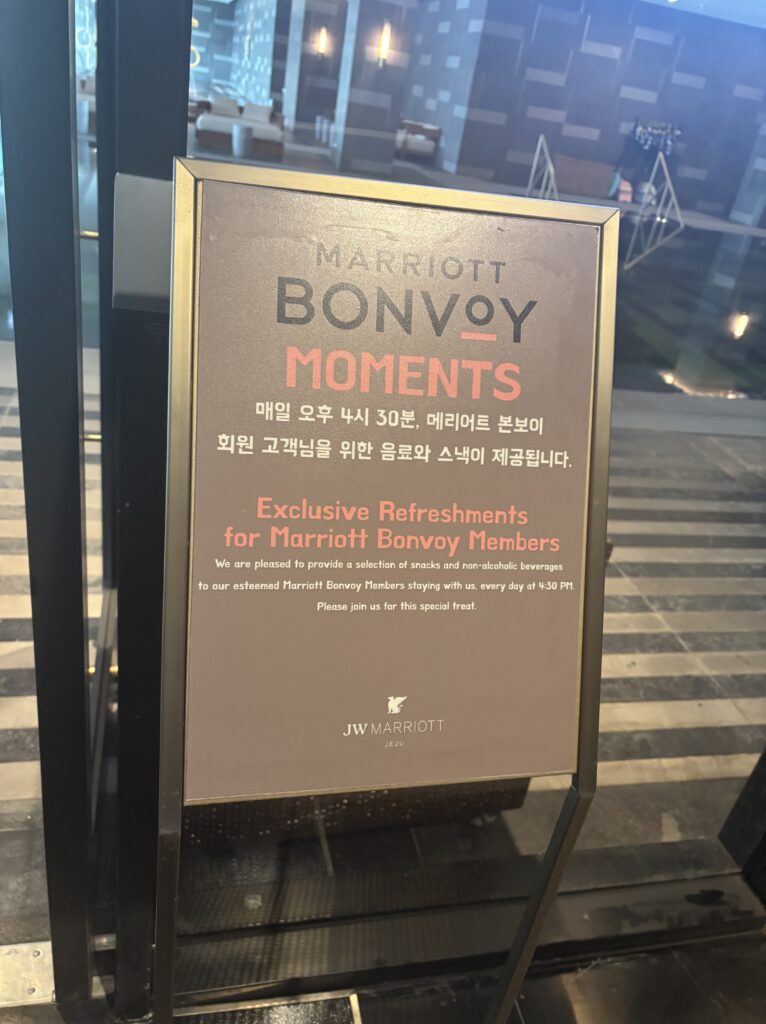 MARRIOTT
BONVOY
MOMENTS
매일 오후 4시 30분, 메리어트 본보이
회원 고객님을 위한 음료와 스낵이 제공됩니다.
Exclusive Refreshments
for Marriott Bonvoy Members
We are pleased to provide a selection of snacks and non-alcoholic beverages
to our esteemed Marriott Bonvoy Members staying with us, every day at 4:30 PM.
Please join us for this special treat.
JW MARRIOTT
JEJU